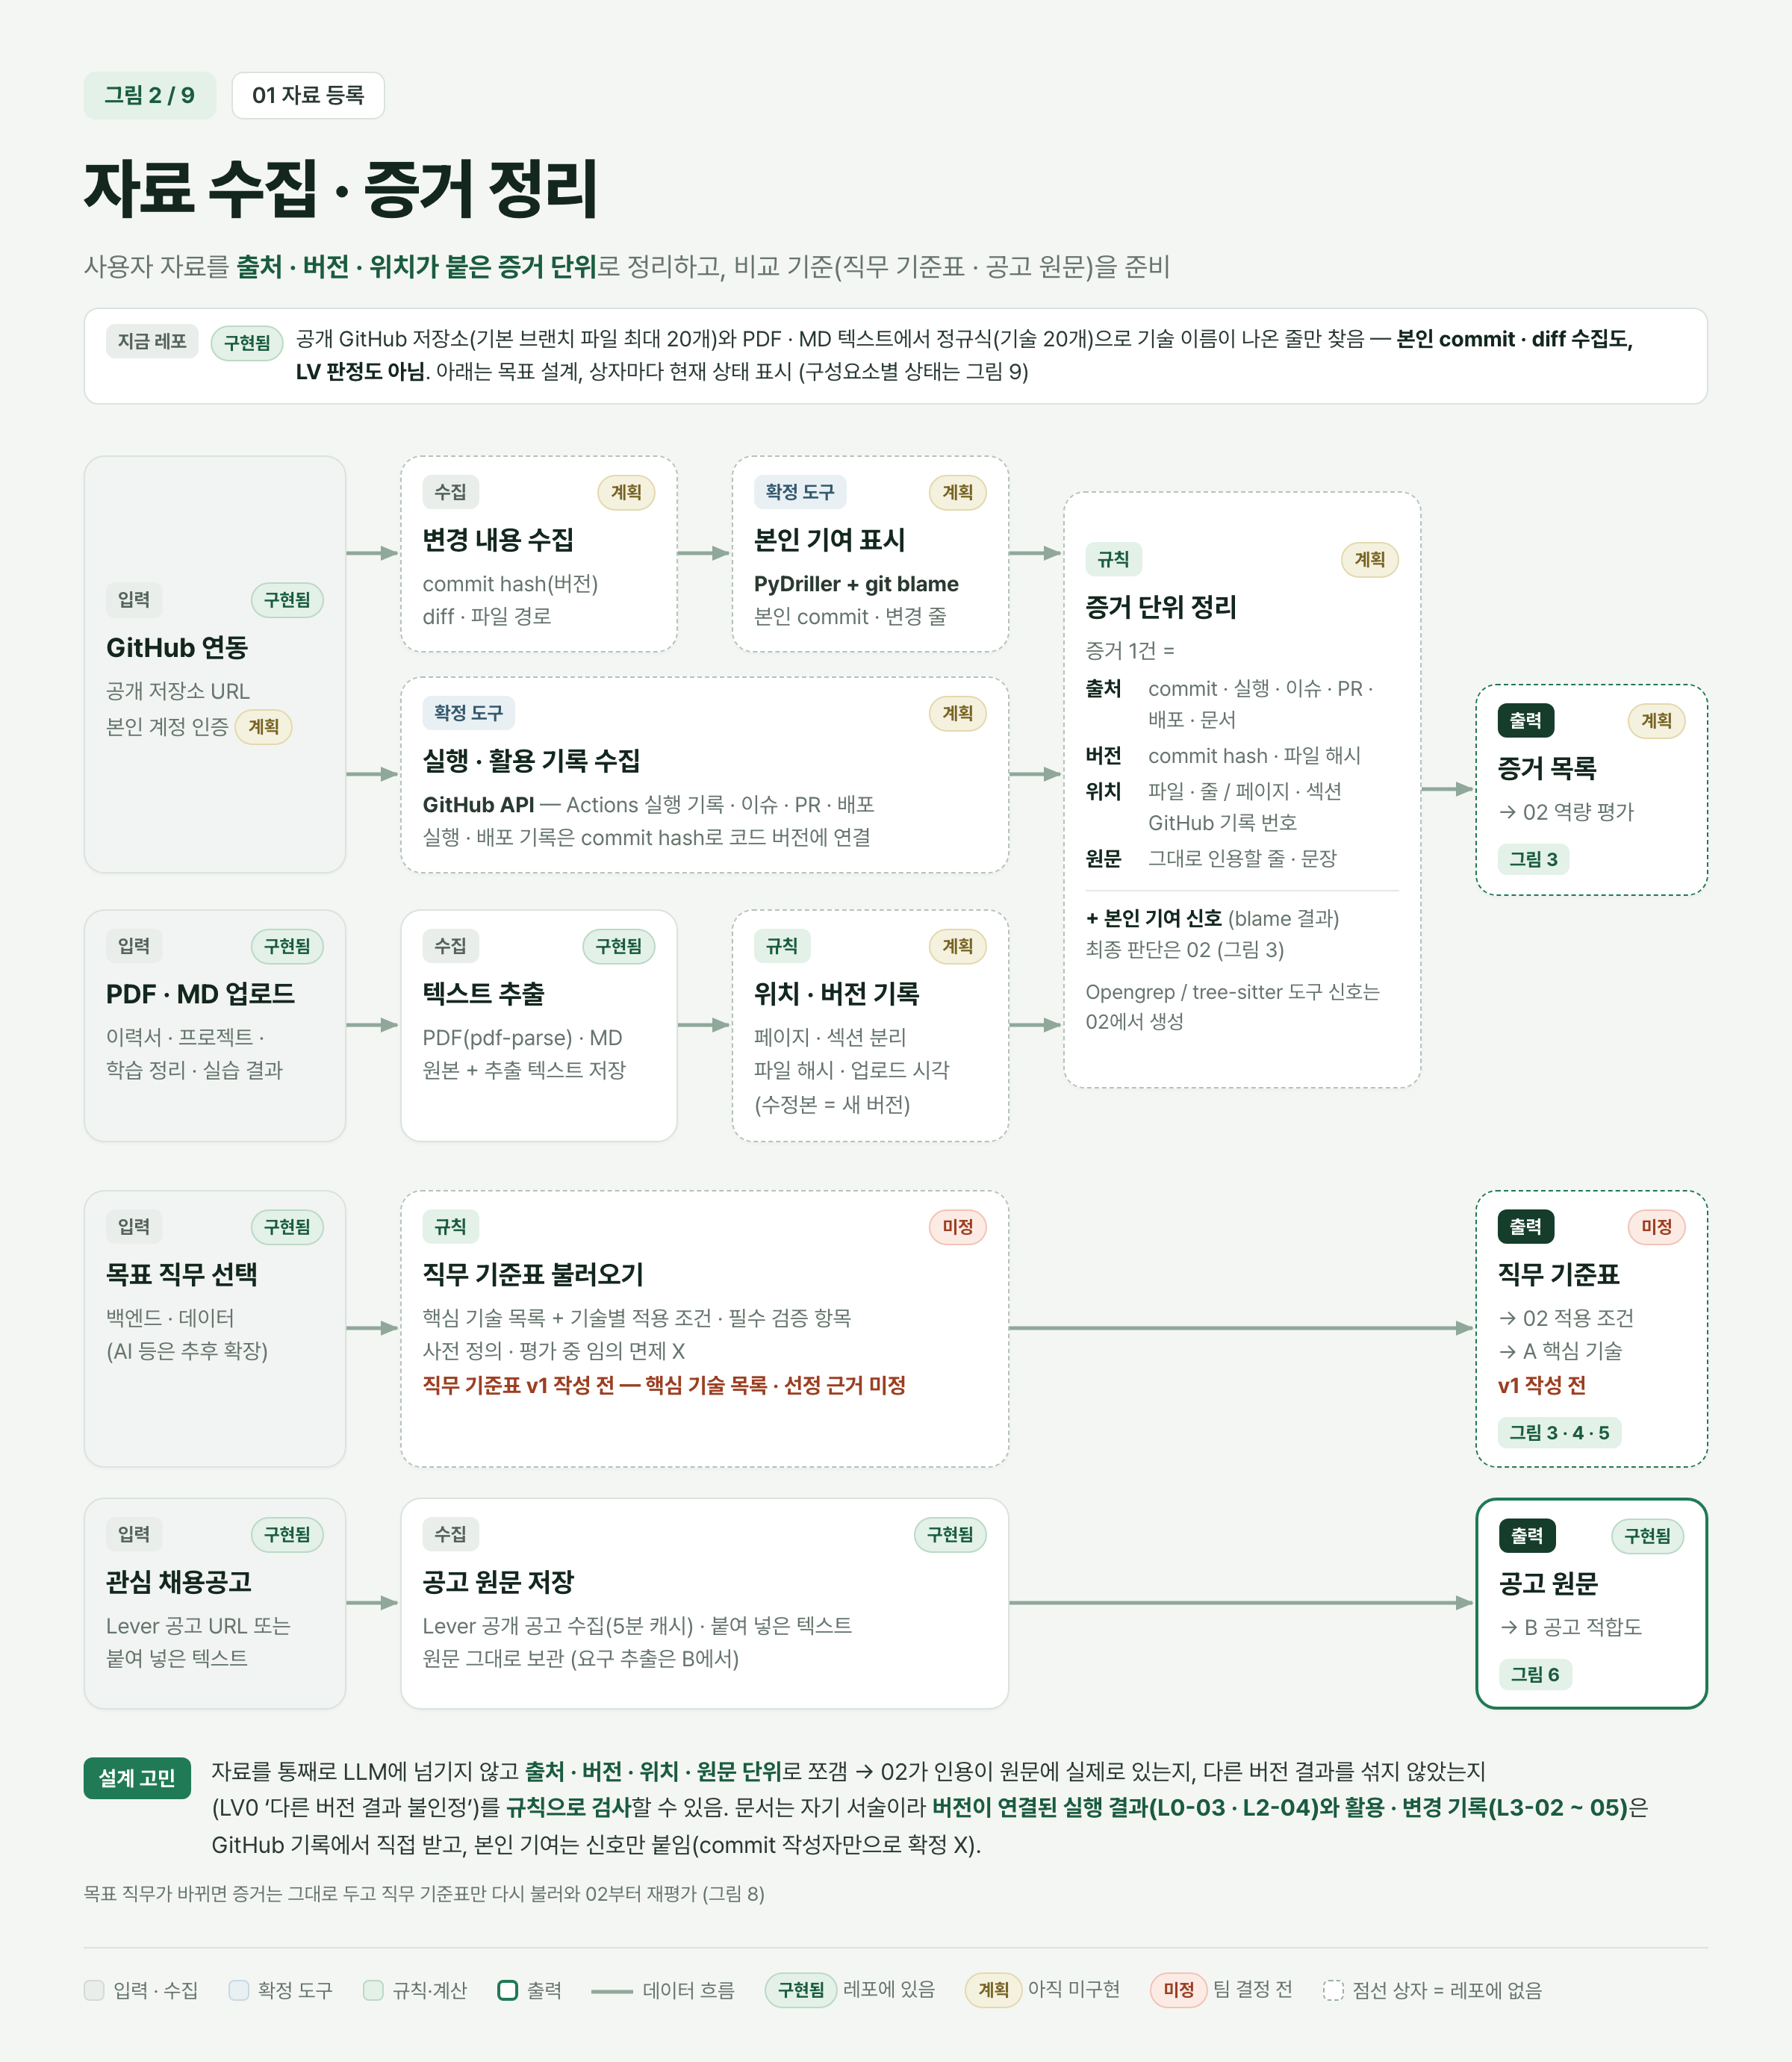 그림 2 / 9
01 자료 등록
자료 수집 · 증거 정리
사용자 자료를 출처 · 버전 · 위치가 붙은 증거 단위로 정리하고, 비교 기준(직무 기준표 · 공고 원문)을 준비
지금 레포 구현됨 공개 GitHub 저장소(기본 브랜치 파일 최대 20개)와 PDF · MD 텍스트에서 정규식(기술 20개)으로 기술 이름이 나온 줄만 찾음 — 본인 commit · diff 수집도,
LV 판정도 아님. 아래는 목표 설계, 상자마다 현재 상태 표시 (구성요소별 상태는 그림 9)
입력 구현됨
GitHub 연동
공개 저장소 URL
본인 계정 인증 계획
수집 계획
변경 내용 수집
commit hash(버전)
diff · 파일 경로
확정 도구 계획
본인 기여 표시
PyDriller + git blame
본인 commit · 변경 줄
확정 도구 계획
실행 · 활용 기록 수집
GitHub API — Actions 실행 기록 · 이슈 · PR · 배포
실행 · 배포 기록은 commit hash로 코드 버전에 연결
규칙 계획
증거 단위 정리
증거 1건 =
출처 commit · 실행 · 이슈 · PR ·
배포 · 문서
버전 commit hash · 파일 해시
위치 파일 · 줄 / 페이지 · 섹션
GitHub 기록 번호
원문 그대로 인용할 줄 · 문장
+ 본인 기여 신호 (blame 결과)
최종 판단은 02 (그림 3)
Opengrep / tree-sitter 도구 신호는
02에서 생성
출력 계획
증거 목록
→ 02 역량 평가
그림 3
입력 구현됨
PDF · MD 업로드
이력서 · 프로젝트 ·
학습 정리 · 실습 결과
수집 구현됨
텍스트 추출
PDF(pdf-parse) · MD
원본 + 추출 텍스트 저장
규칙 계획
위치 · 버전 기록
페이지 · 섹션 분리
파일 해시 · 업로드 시각
(수정본 = 새 버전)
입력 구현됨
목표 직무 선택
백엔드 · 데이터
(AI 등은 추후 확장)
규칙 미정
직무 기준표 불러오기
핵심 기술 목록 + 기술별 적용 조건 · 필수 검증 항목
사전 정의 · 평가 중 임의 면제 X
직무 기준표 v1 작성 전 — 핵심 기술 목록 · 선정 근거 미정
출력 미정
직무 기준표
→ 02 적용 조건
→ A 핵심 기술
v1 작성 전
그림 3 · 4 · 5
입력 구현됨
관심 채용공고
Lever 공고 URL 또는
붙여 넣은 텍스트
수집 구현됨
공고 원문 저장
Lever 공개 공고 수집(5분 캐시) · 붙여 넣은 텍스트
원문 그대로 보관 (요구 추출은 B에서)
출력 구현됨
공고 원문
→ B 공고 적합도
그림 6
설계 고민 자료를 통째로 LLM에 넘기지 않고 출처 · 버전 · 위치 · 원문 단위로 쪼갬 → 02가 인용이 원문에 실제로 있는지, 다른 버전 결과를 섞지 않았는지
(LV0 ‘다른 버전 결과 불인정’)를 규칙으로 검사할 수 있음. 문서는 자기 서술이라 버전이 연결된 실행 결과(L0-03 · L2-04)와 활용 · 변경 기록(L3-02 ~ 05)은
GitHub 기록에서 직접 받고, 본인 기여는 신호만 붙임(commit 작성자만으로 확정 X).
목표 직무가 바뀌면 증거는 그대로 두고 직무 기준표만 다시 불러와 02부터 재평가 (그림 8)
입력 · 수집 확정 도구 규칙·계산 출력 데이터 흐름 구현됨 레포에 있음 계획 아직 미구현 미정 팀 결정 전 점선 상자 = 레포에 없음